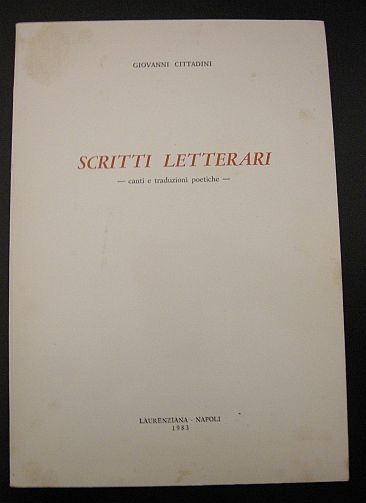 GIOVANNI CITTADINI
SCRITTI LETTERARI
— canti e traduzioni poetiche —
LAURENZIANA - NAPOLI
1983